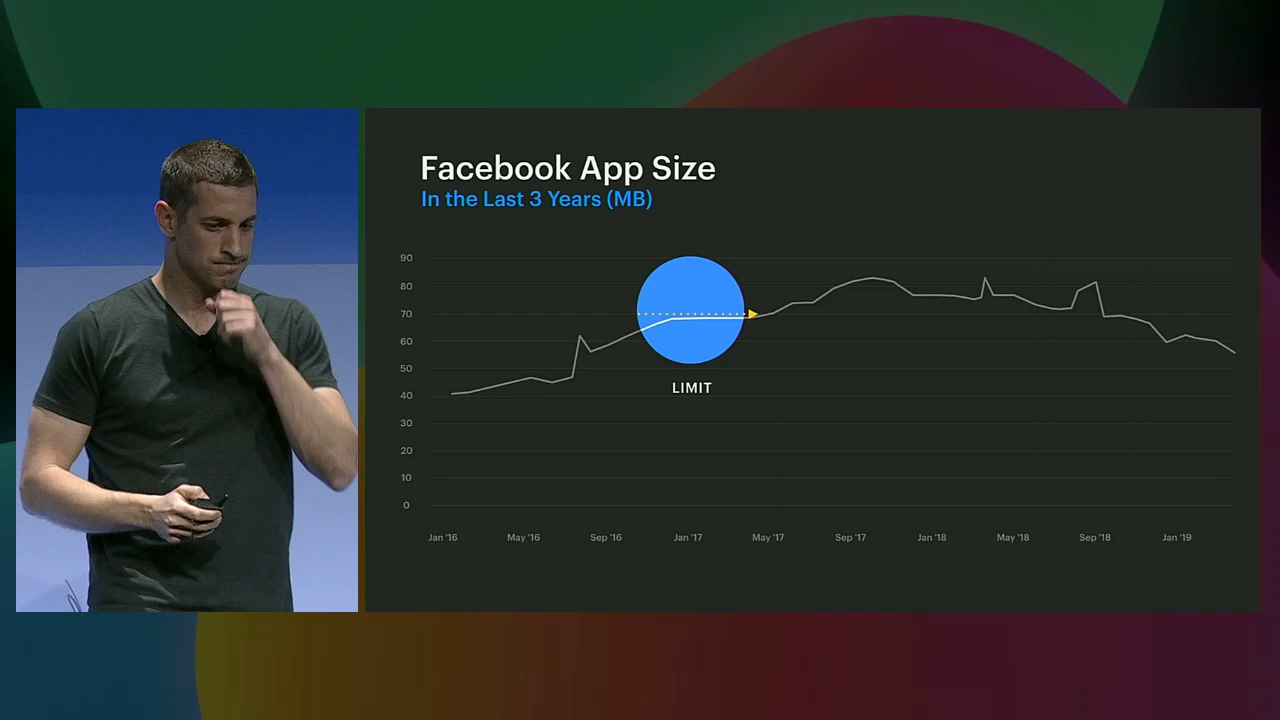 Facebook App Size
In the Last 3 Years (MB)
90
80
70
60
50
40
30
20
10
0
LIMIT
Jan '16 May '16 Sep '16 Jan '17 May '17 Sep '17 Jan '18 May '18 Sep '18 Jan '19